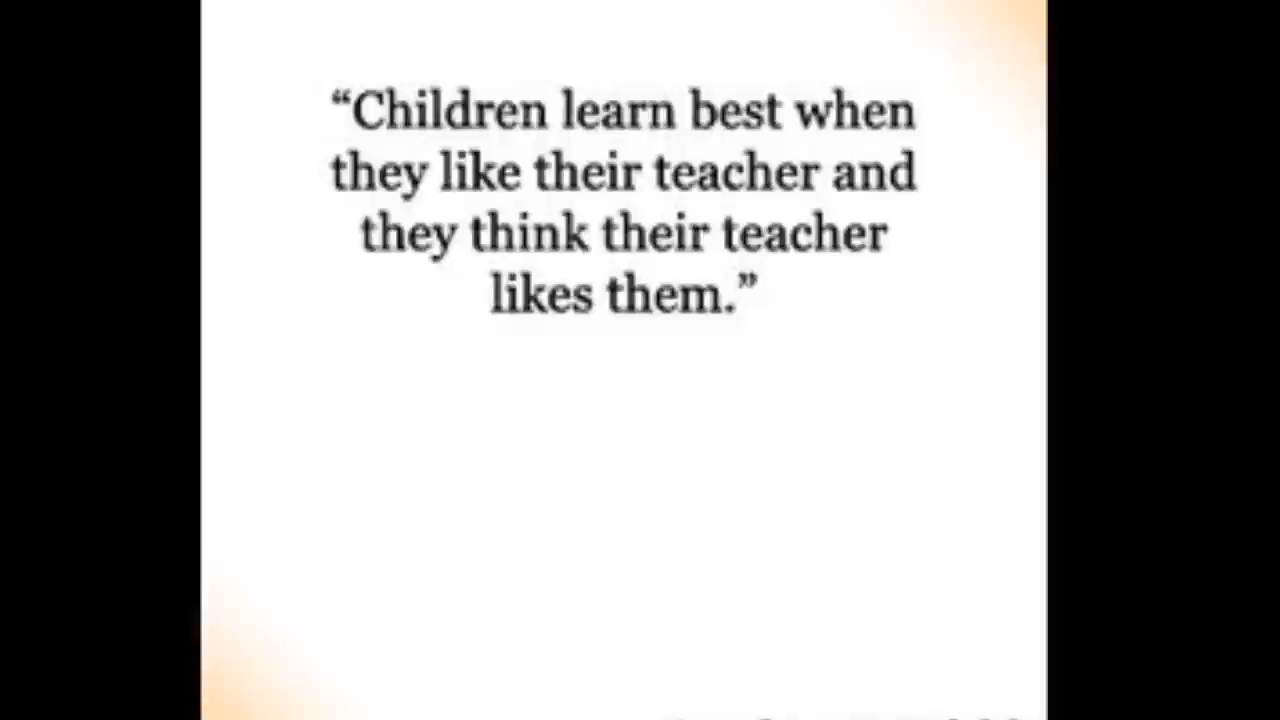 “Children learn best when
they like their teacher and
they think their teacher
likes them.”